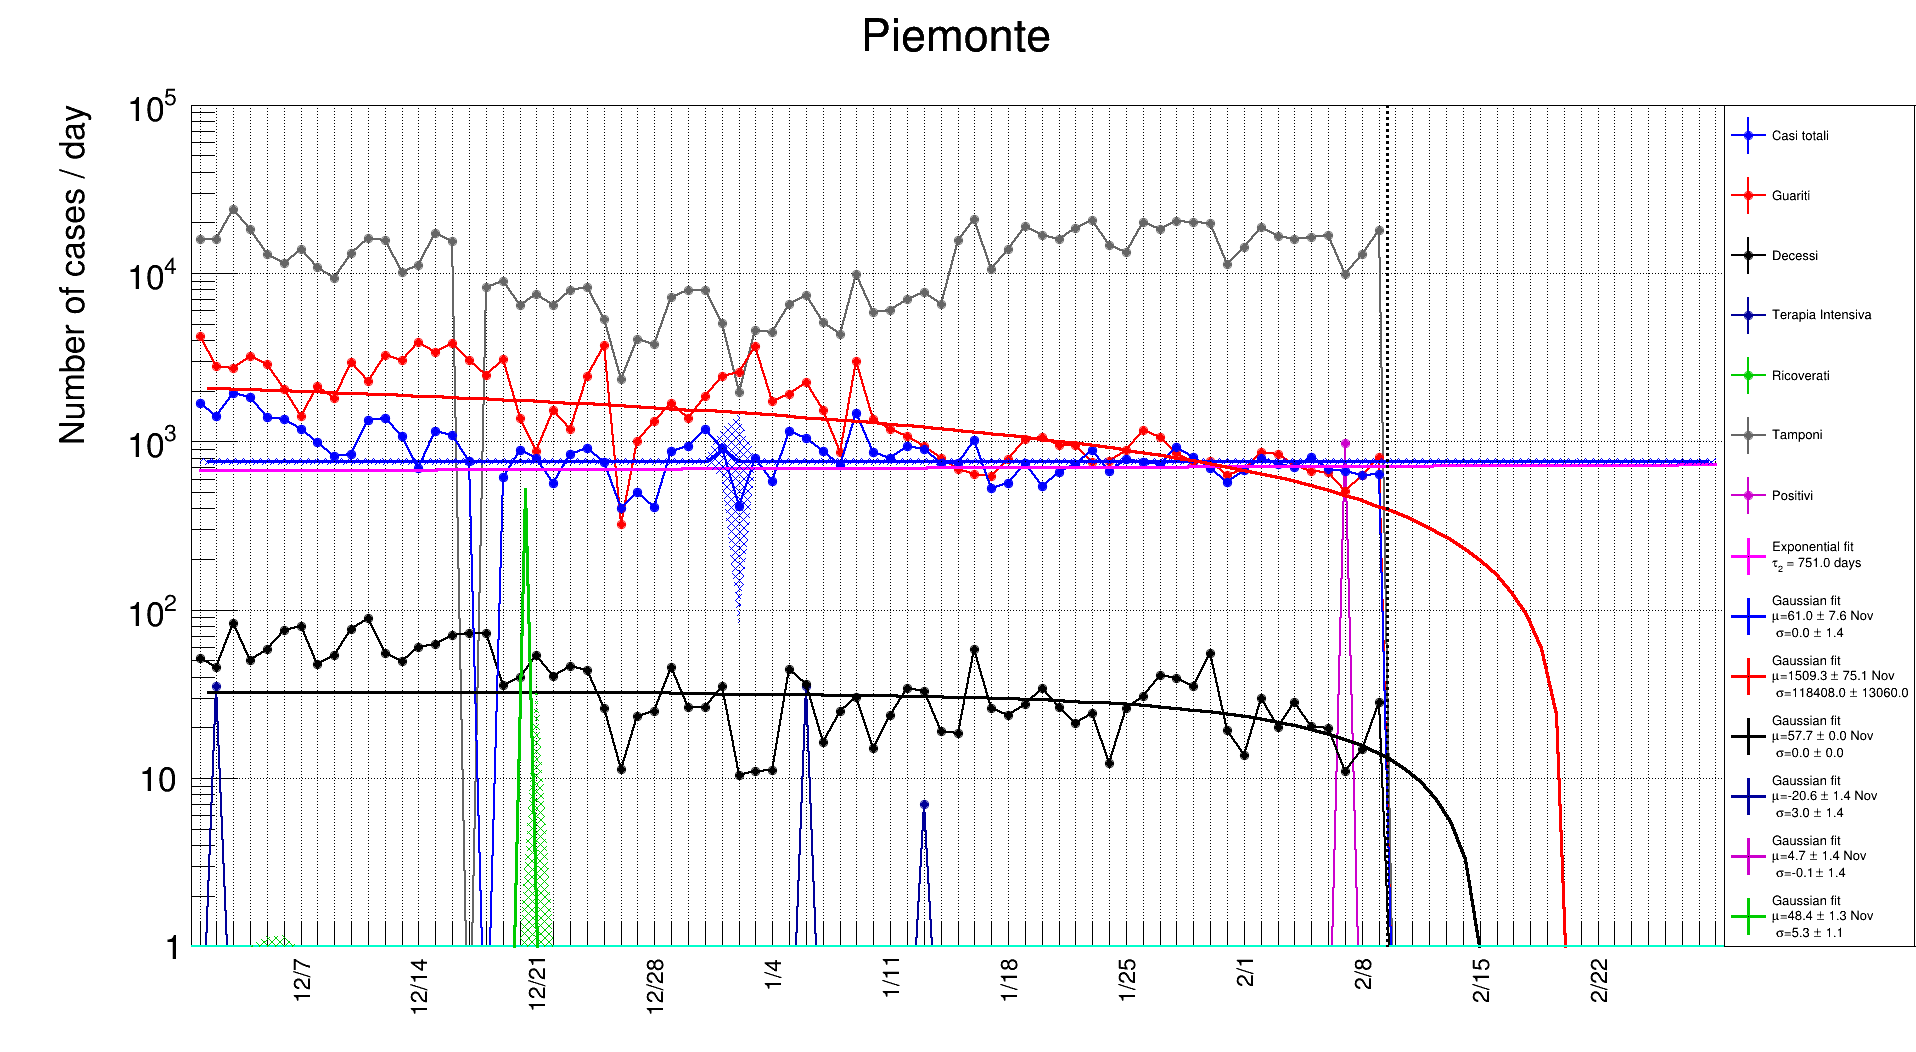 Piemonte
Number of cases / day
10^5
10^4
10^3
10^2
10
1
12/7
12/14
12/21
12/28
1/4
1/11
1/18
1/25
2/1
2/8
2/15
2/22
Casi totali
Guariti
Decessi
Terapia Intensiva
Ricoverati
Tamponi
Positivi
Exponential fit
τ₂ = 751.0 days
Gaussian fit
μ=61.0 ± 7.6 Nov
σ=0.0 ± 1.4
Gaussian fit
μ=1509.3 ± 75.1 Nov
σ=118408.0 ± 13060.0
Gaussian fit
μ=57.7 ± 0.0 Nov
σ=0.0 ± 0.0
Gaussian fit
μ=-20.6 ± 1.4 Nov
σ=3.0 ± 1.4
Gaussian fit
μ=4.7 ± 1.4 Nov
σ=-0.1 ± 1.4
Gaussian fit
μ=48.4 ± 1.3 Nov
σ=5.3 ± 1.1